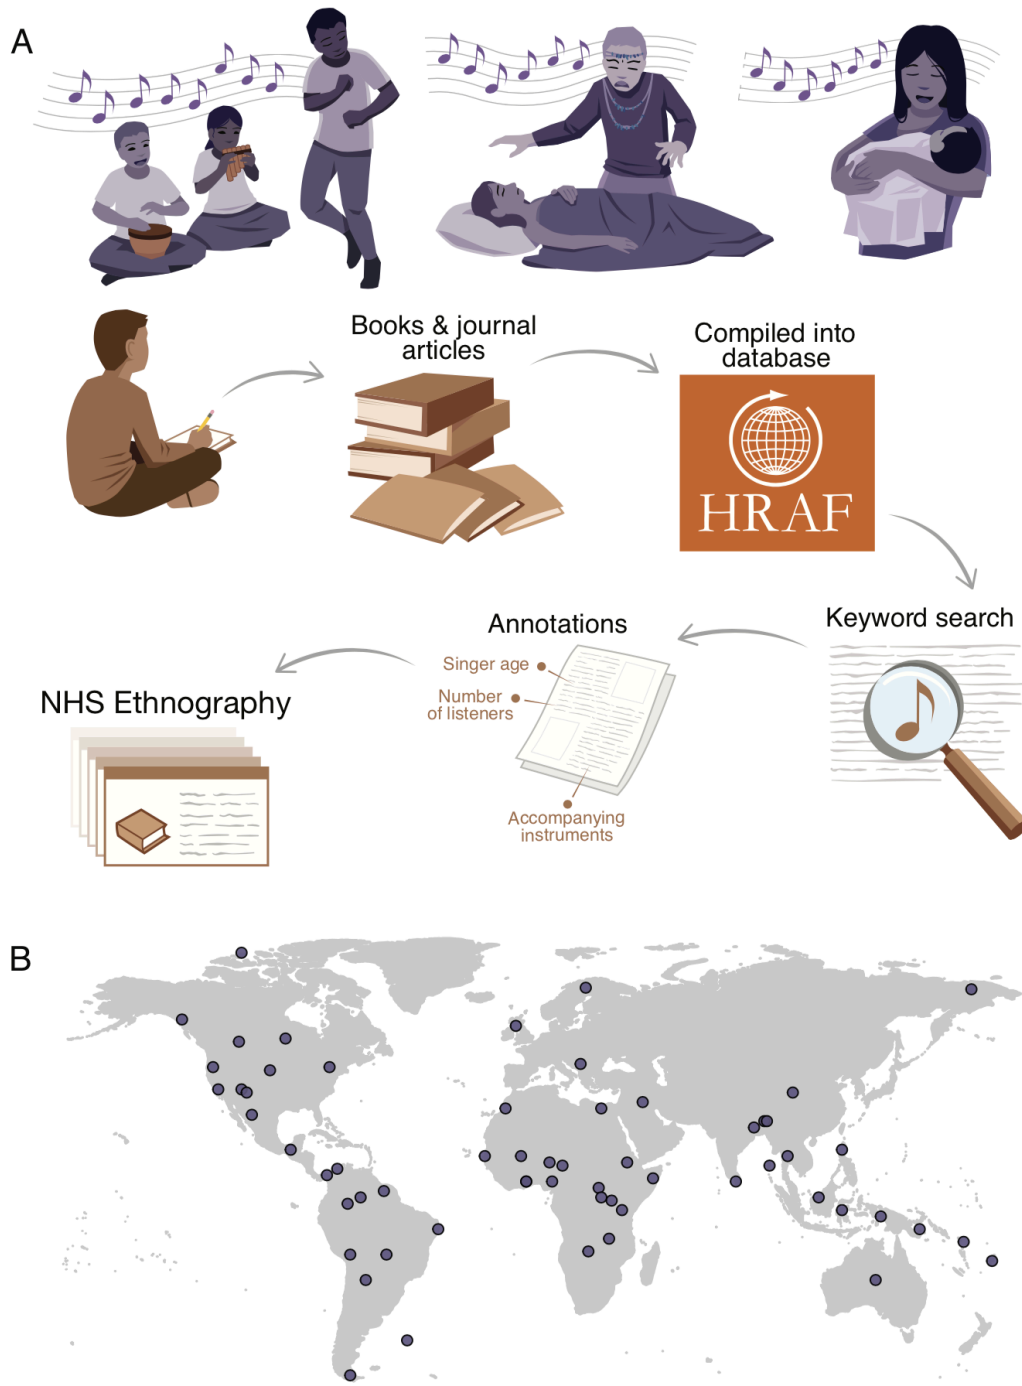 A
Books & journal
articles
Compiled into
database
HRAF
Keyword search
Annotations
Singer age
Number
of listeners
Accompanying
instruments
NHS Ethnography
B